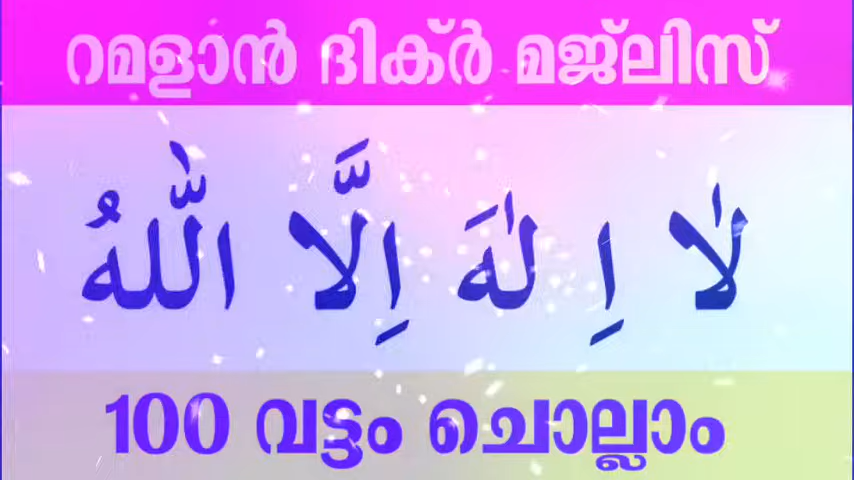 റമളാൻ ദിക്ർ മജ്ലിസ്
لَا اِلٰهَ اِلَّا اللّٰهُ
100 വട്ടം ചൊല്ലാം